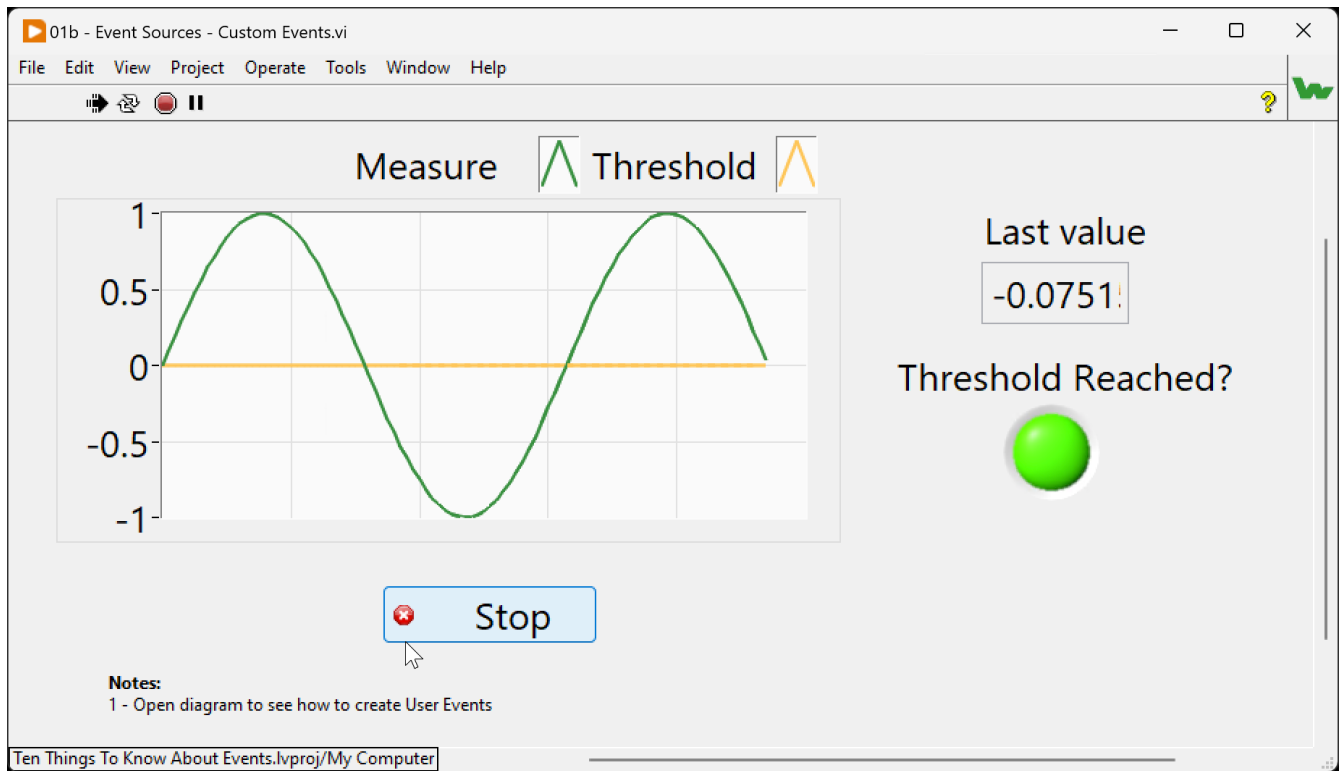 01b - Event Sources - Custom Events.vi
File Edit View Project Operate Tools Window Help
Measure Threshold
Last value
-0.0751
Threshold Reached?
1
0.5
0
-0.5
-1
Stop
Notes:
1 - Open diagram to see how to create User Events
Ten Things To Know About Events.lvproj/My Computer